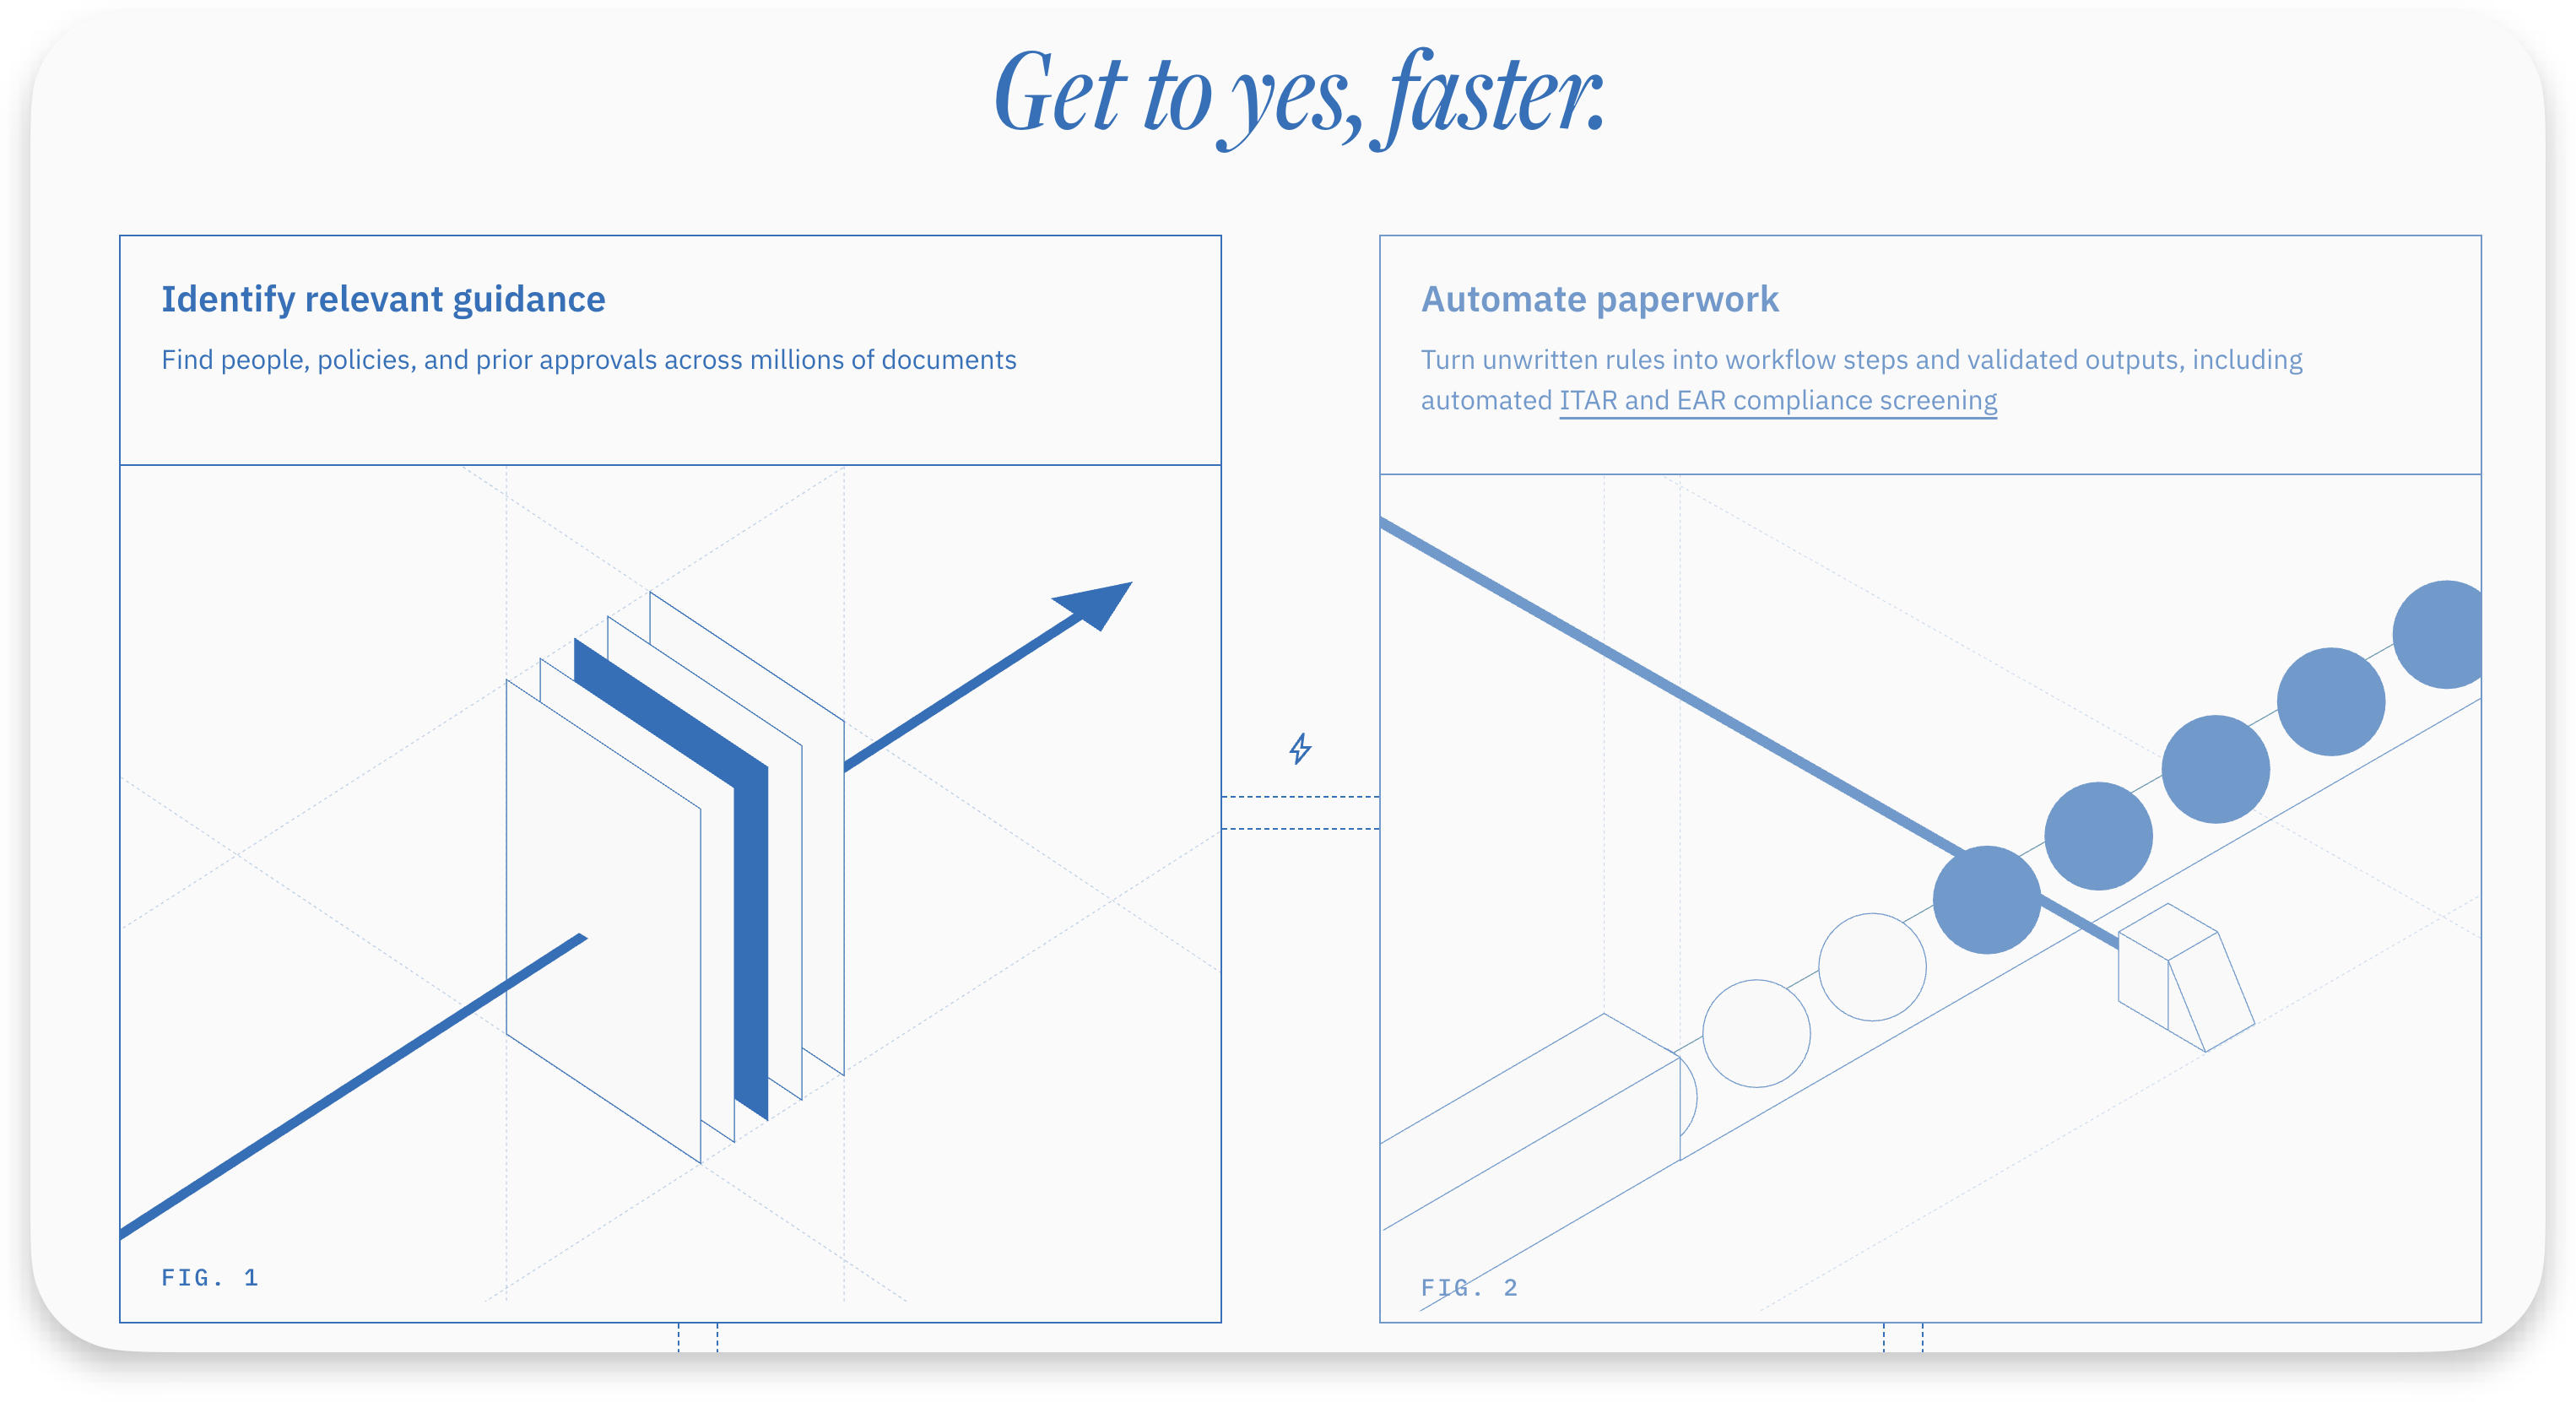 Get to yes, faster.
Identify relevant guidance
Find people, policies, and prior approvals across millions of documents
Automate paperwork
Turn unwritten rules into workflow steps and validated outputs, including
automated ITAR and EAR compliance screening
FIG. 1
FIG. 2